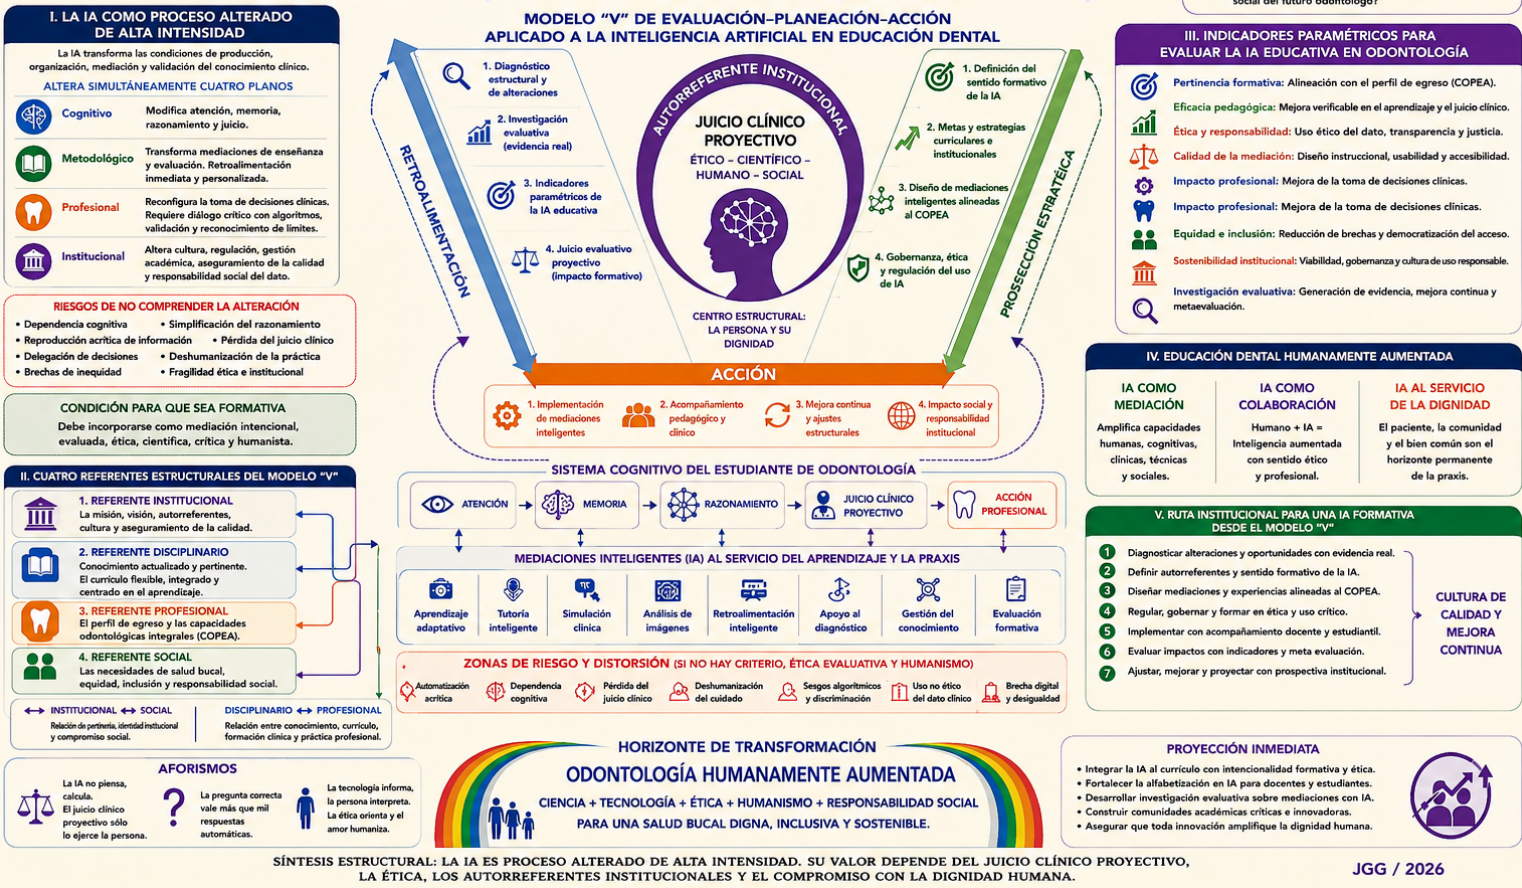 social del futuro odontólogo?
I. LA IA COMO PROCESO ALTERADO
DE ALTA INTENSIDAD
La IA transforma las condiciones de producción,
organización, mediación y validación del conocimiento clínico.
ALTERA SIMULTÁNEAMENTE CUATRO PLANOS
Cognitivo
Modifica atención, memoria,
razonamiento y juicio.
Metodológico
Transforma mediaciones de enseñanza
y evaluación. Retroalimentación
inmediata y personalizada.
Profesional
Reconfigura la toma de decisiones clínicas.
Requiere diálogo crítico con algoritmos,
validación y reconocimiento de limites.
Institucional
Altera cultura, regulación, gestión
académica, aseguramiento de la calidad
y responsabilidad social del dato.
RIESGOS DE NO COMPRENDER LA ALTERACIÓN
• Dependencia cognitiva
• Simplificación del razonamiento
• Reproducción acrítica de información
• Pérdida del juicio clínico
• Delegación de decisiones
• Deshumanización de la práctica
• Brechas de inequidad
• Fragilidad ética e institucional
CONDICIÓN PARA QUE SEA FORMATIVA
Debe incorporarse como mediación intencional,
evaluada, ética, científica, crítica y humanista.
II. CUATRO REFERENTES ESTRUCTURALES DEL MODELO "V"
1. REFERENTE INSTITUCIONAL
La misión, visión, autorreferentes,
cultura y aseguramiento de la calidad.
2. REFERENTE DISCIPLINARIO
Conocimiento actualizado y pertinente.
El currículo flexible, integrado y
centrado en el aprendizaje.
3. REFERENTE PROFESIONAL
El perfil de egreso y las capacidades
odontológicas integrales (COPEA).
4. REFERENTE SOCIAL
Las necesidades de salud bucal,
equidad, inclusión y responsabilidad social.
↔ INSTITUCIONAL ↔ SOCIAL
Relación de pertinenia, identidad institucional
y compromiso social.
DISCIPLINARIO ↔ PROFESIONAL
Relación entre conocimiento, currículo,
formación clínica y práctica profesional.
AFORISMOS
La IA no piensa,
calcula.
El juicio clínico
proyectivo sólo
lo ejerce la persona.
?
La pregunta correcta
vale más que mil
respuestas
automáticas.
La tecnología informa,
la persona interpreta.
La ética orienta y el
amor humaniza.
MODELO "V" DE EVALUACIÓN–PLANEACIÓN–ACCIÓN
APLICADO A LA INTELIGENCIA ARTIFICIAL EN EDUCACIÓN DENTAL
RETROALIMENTACIÓN
1. Diagnóstico
estructural y
de alteraciones
2. Investigación
evaluativa
(evidencia real)
3. Indicadores
paramétricos de
la IA educativa
4. Juicio evaluativo
proyectivo
(impacto formativo)
AUTORREFERENTE INSTITUCIONAL
JUICIO CLÍNICO
PROYECTIVO
ÉTICO – CIENTÍFICO –
HUMANO – SOCIAL
CENTRO ESTRUCTURAL:
LA PERSONA Y SU
DIGNIDAD
1. Definición del
sentido formativo
de la IA
2. Metas y estrategias
curriculares e
institucionales
3. Diseño de mediaciones
inteligentes alineadas
al COPEA
4. Gobernanza, ética
y regulación del uso
de IA
PROSSECCIÓN ESRBATÉICA
ACCIÓN
1. Implementación
de mediaciones
inteligentes
2. Acompañamiento
pedagógico y
clínico
3. Mejora continua
y ajustes
estructurales
4. Impacto social y
responsabilidad
institucional
SISTEMA COGNITIVO DEL ESTUDIANTE DE ODONTOLOGÍA
ATENCIÓN
MEMORIA
RAZONAMIENTO
JUICIO CLÍNICO
PROYECTIVO
ACCIÓN
PROFESIONAL
MEDIACIONES INTELIGENTES (IA) AL SERVICIO DEL APRENDIZAJE Y LA PRAXIS
Aprendizaje
adaptativo
Tutoría
inteligente
Simulación
clínica
Análisis de
imágenes
Retroalimentación
inteligente
Apoyo al
diagnóstico
Gestión del
conocimiento
Evaluación
formativa
ZONAS DE RIESGO Y DISTORSIÓN (SI NO HAY CRITERIO, ÉTICA EVALUATIVA Y HUMANISMO)
Automatización
acrítica
Dependencia
cognitiva
Pérdida del
juicio clínico
Deshumanización
del cuidado
Sesgos algorítmicos
y discriminación
Uso no ético
del dato clínico
Brecha digital
y desigualdad
HORIZONTE DE TRANSFORMACIÓN
ODONTOLOGÍA HUMANAMENTE AUMENTADA
CIENCIA + TECNOLOGÍA + ÉTICA + HUMANISMO + RESPONSABILIDAD SOCIAL
PARA UNA SALUD BUCAL DIGNA, INCLUSIVA Y SOSTENIBLE.
III. INDICADORES PARAMÉTRICOS PARA
EVALUAR LA IA EDUCATIVA EN ODONTOLOGÍA
Pertinencia formativa: Alineación con el perfil de egreso (COPEA).
Eficacia pedagógica: Mejora verificable en el aprendizaje y el juicio clínico.
Ética y responsabilidad: Uso ético del dato, transparencia y justicia.
Calidad de la mediación: Diseño instruccional, usabilidad y accesibilidad.
Impacto profesional: Mejora de la toma de decisiones clínicas.
Impacto profesional: Mejora de la toma de decisiones clínicas.
Equidad e inclusión: Reducción de brechas y democratización del acceso.
Sostenibilidad institucional: Viabilidad, gobernanza y cultura de uso responsable.
Investigación evaluativa: Generación de evidencia, mejora continua y
metaevaluación.
IV. EDUCACIÓN DENTAL HUMANAMENTE AUMENTADA
IA COMO
MEDIACIÓN
Amplifica capacidades
humanas, cognitivas,
clínicas, técnicas
y sociales.
IA COMO
COLABORACIÓN
Humano + IA =
Inteligencia aumentada
con sentido ético
y profesional.
IA AL SERVICIO
DE LA DIGNIDAD
El paciente, la comunidad
y el bien común son el
horizonte permanente
de la praxis.
V. RUTA INSTITUCIONAL PARA UNA IA FORMATIVA
DESDE EL MODELO "V"
1 Diagnosticar alteraciones y oportunidades con evidencia real.
2 Definir autorreferentes y sentido formativo de la IA.
3 Diseñar mediaciones y experiencias alineadas al COPEA.
4 Regular, gobernar y formar en ética y uso crítico.
5 Implementar con acompañamiento docente y estudiantil.
6 Evaluar impactos con indicadores y meta evaluación.
7 Ajustar, mejorar y proyectar con prospectiva institucional.
CULTURA DE
CALIDAD Y
MEJORA
CONTINUA
PROYECCIÓN INMEDIATA
• Integrar la IA al currículo con intencionalidad formativa y ética.
• Fortalecer la alfabetización en IA para docentes y estudiantes.
• Desarrollar investigación evaluativa sobre mediaciones con IA.
• Construir comunidades académicas críticas e innovadoras.
• Asegurar que toda innovación amplifique la dignidad humana.
SÍNTESIS ESTRUCTURAL: LA IA ES PROCESO ALTERADO DE ALTA INTENSIDAD. SU VALOR DEPENDE DEL JUICIO CLÍNICO PROYECTIVO,
LA ÉTICA, LOS AUTORREFERENTES INSTITUCIONALES Y EL COMPROMISO CON LA DIGNIDAD HUMANA.
JGG / 2026